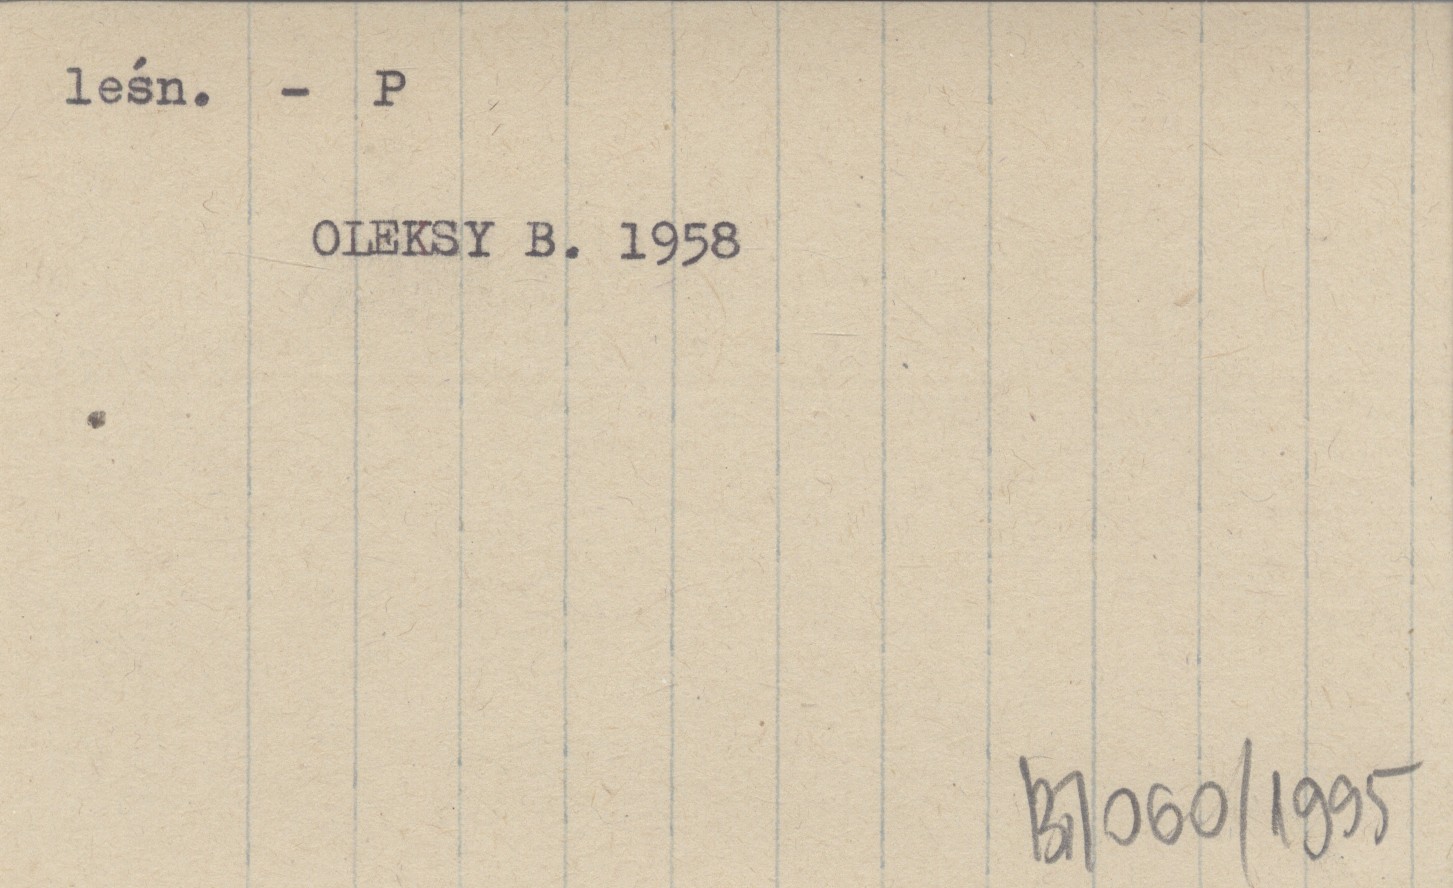 leśn. - P
OLEKSY B. 1958
B/060/1995